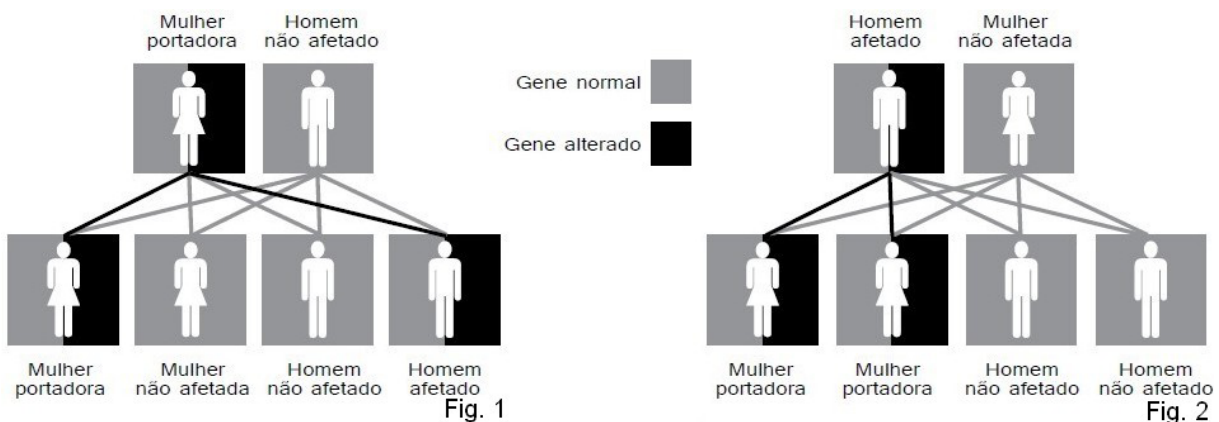 Mulher
portadora
Homem
não afetado
Gene normal
Gene alterado
Mulher
portadora
Mulher
não afetada
Homem
não afetado
Homem
afetado
Fig. 1
Homem
afetado
Mulher
não afetada
Mulher
portadora
Mulher
portadora
Homem
não afetado
Homem
não afetado
Fig. 2